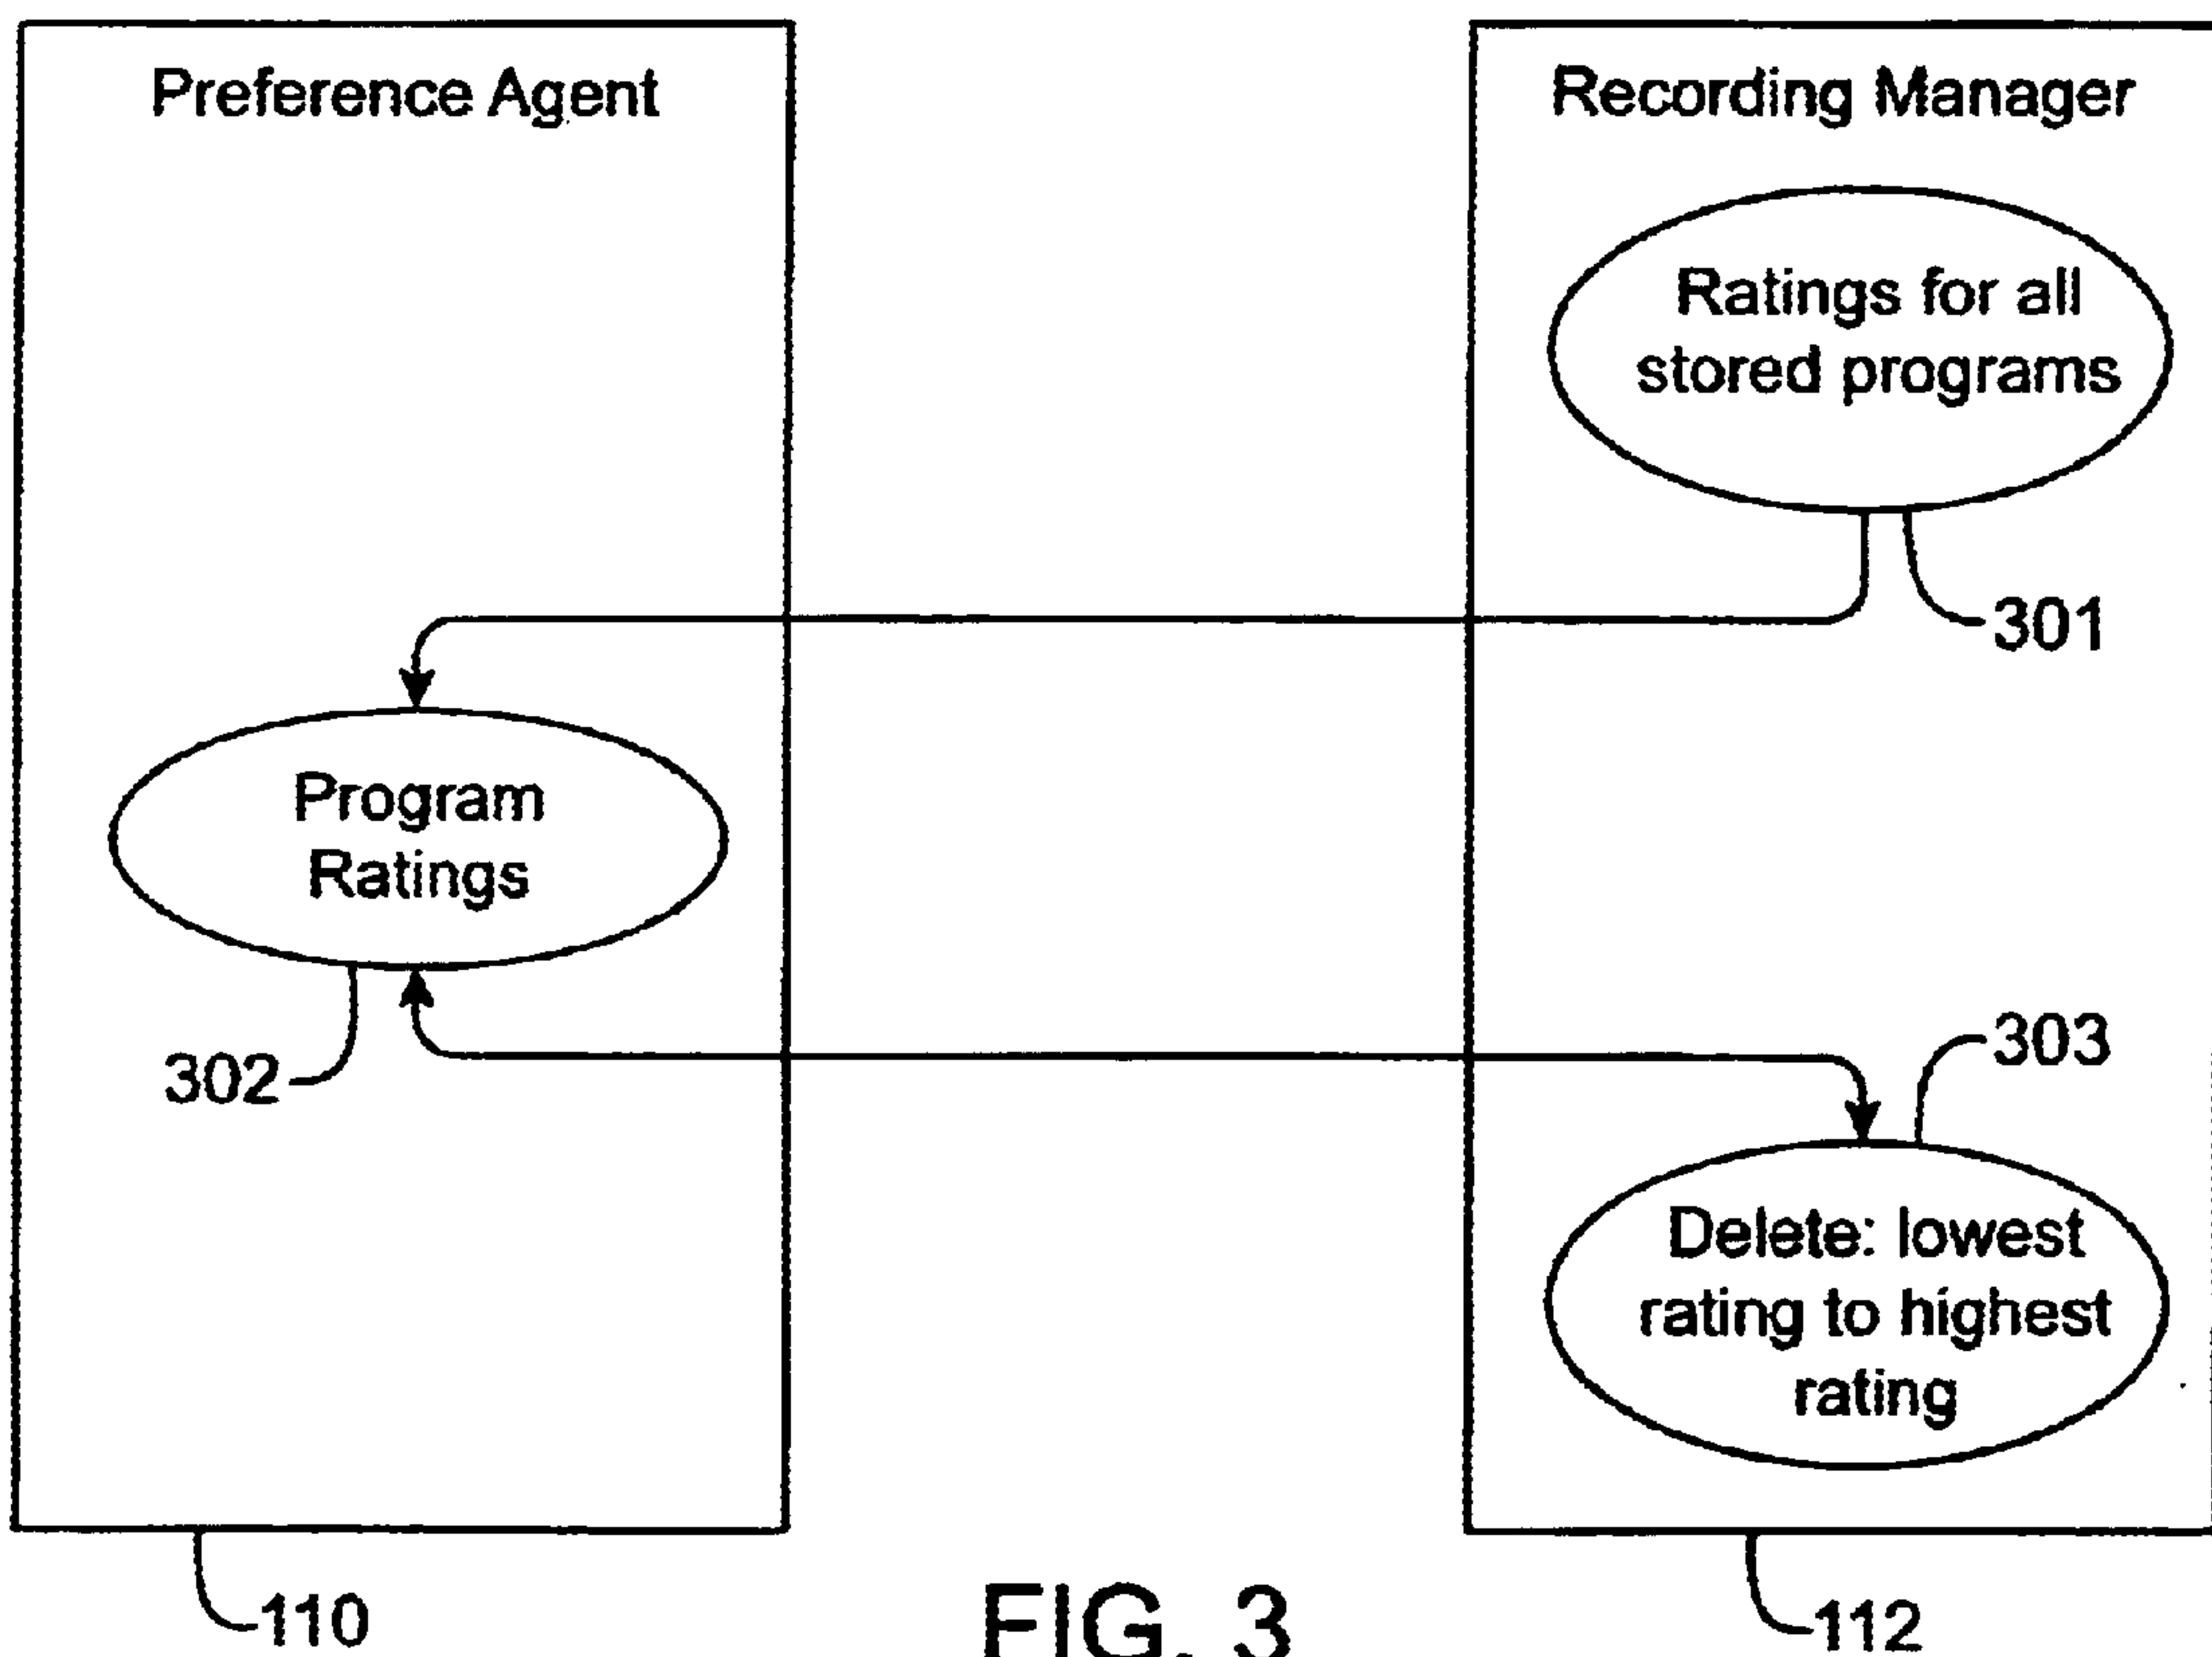 Preference Agent
Recording Manager
Ratings for all
stored programs
301
Program
Ratings
302
303
Delete: lowest
rating to highest
rating
110
112
FIG. 3